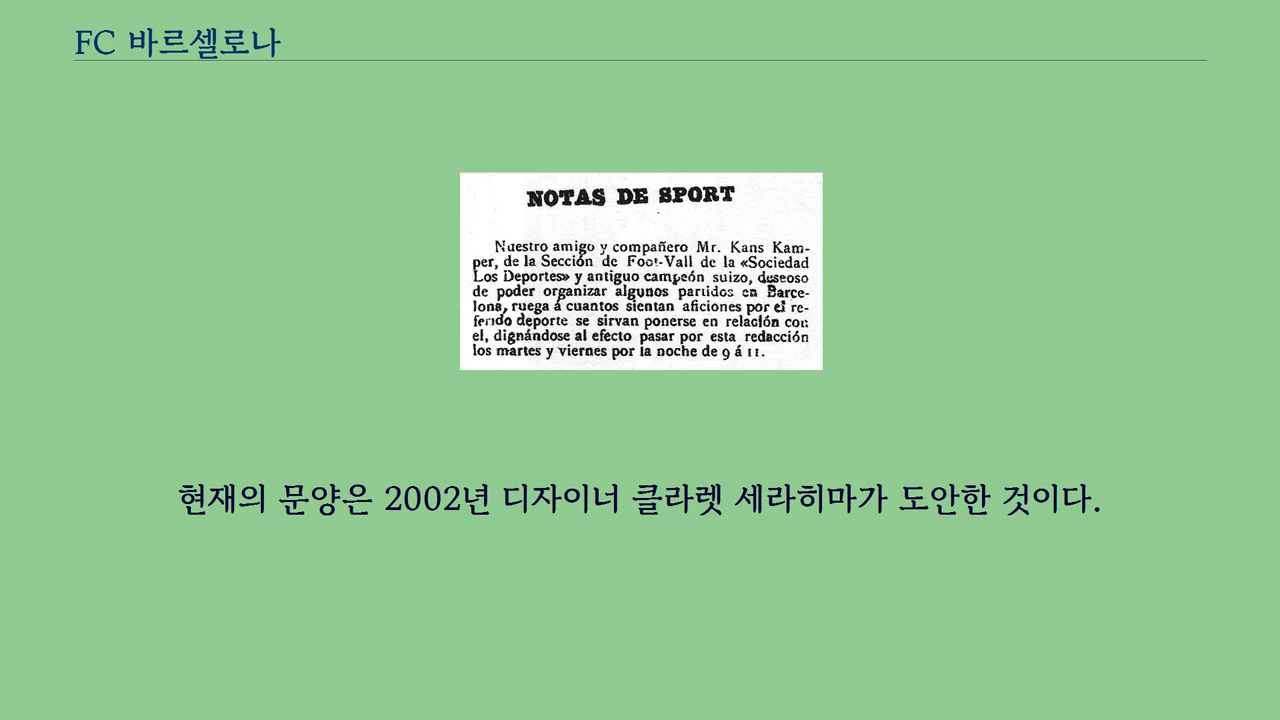 FC 바르셀로나
NOTAS DE SPORT
Nuestro amigo y compañero Mr. Kans Kam-
per, de la Sección de Foot-Vall de la «Sociedad
Los Deportes» y antiguo campeón suizo, deseoso
de poder organizar algunos partidos en Barce-
lona, ruega á cuantos sientan aficiones por el re-
ferido deporte se sirvan ponerse en relación con
el, dignándose al efecto pasar por esta redacción
los martes y viernes por la noche de 9 á 11.
현재의 문양은 2002년 디자이너 클라렛 세라히마가 도안한 것이다.